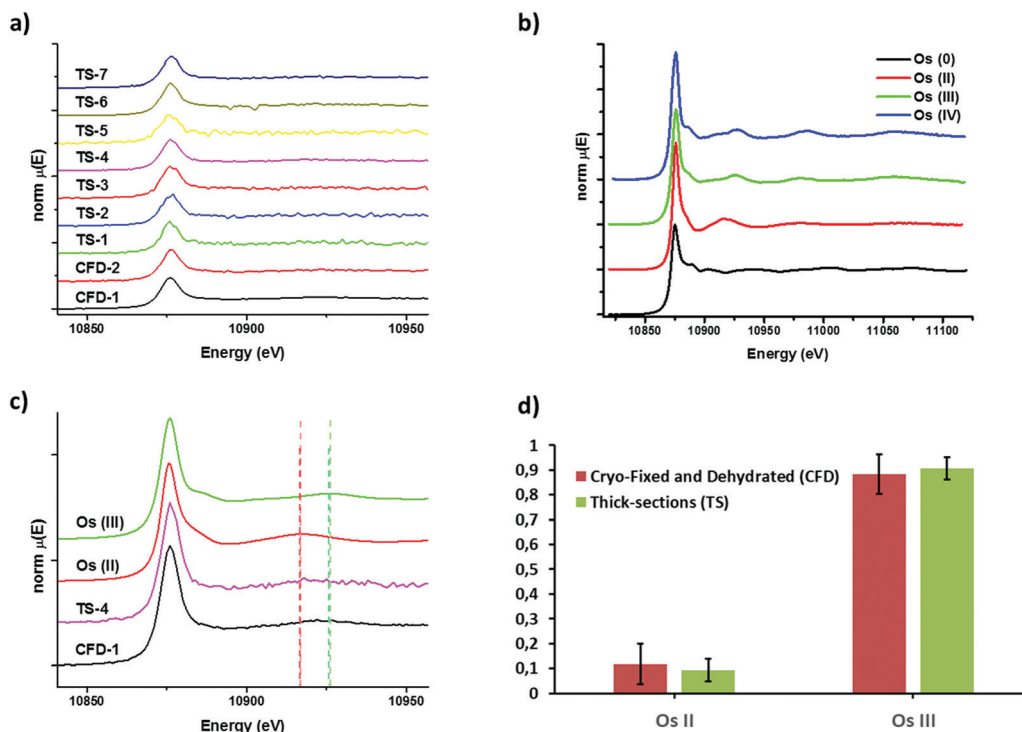 a)
TS-7
TS-6
TS-5
TS-4
TS-3
TS-2
TS-1
CFD-2
CFD-1
norm μ(E)
10850 10900 10950
Energy (eV)
b)
Os (0)
Os (II)
Os (III)
Os (IV)
norm μ(E)
10850 10900 10950 11000 11050 11100
Energy (eV)
c)
Os (III)
Os (II)
TS-4
CFD-1
norm μ(E)
10850 10900 10950
Energy (eV)
d)
1
0,9
0,8
0,7
0,6
0,5
0,4
0,3
0,2
0,1
0
Cryo-Fixed and Dehydrated (CFD)
Thick-sections (TS)
Os II Os III